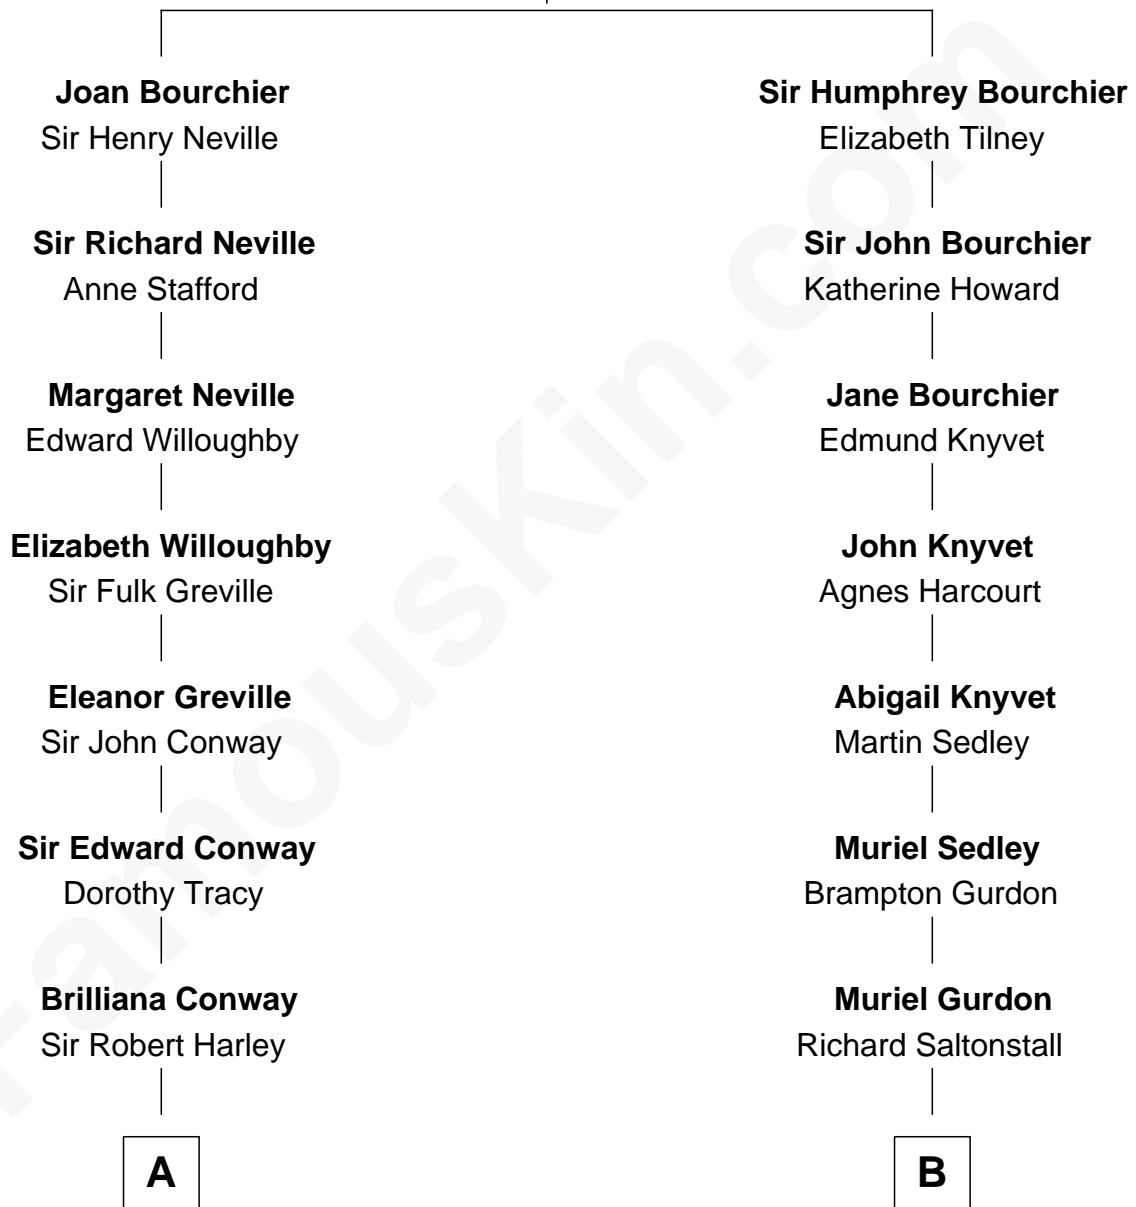 Joan Bourchier
Sir Henry Neville
Sir Richard Neville
Anne Stafford
Margaret Neville
Edward Willoughby
Elizabeth Willoughby
Sir Fulk Greville
Eleanor Greville
Sir John Conway
Sir Edward Conway
Dorothy Tracy
Brilliana Conway
Sir Robert Harley
A
Sir Humphrey Bourchier
Elizabeth Tilney
Sir John Bourchier
Katherine Howard
Jane Bourchier
Edmund Knyvet
John Knyvet
Agnes Harcourt
Abigail Knyvet
Martin Sedley
Muriel Sedley
Brampton Gurdon
Muriel Gurdon
Richard Saltonstall
B
FamousKin.com